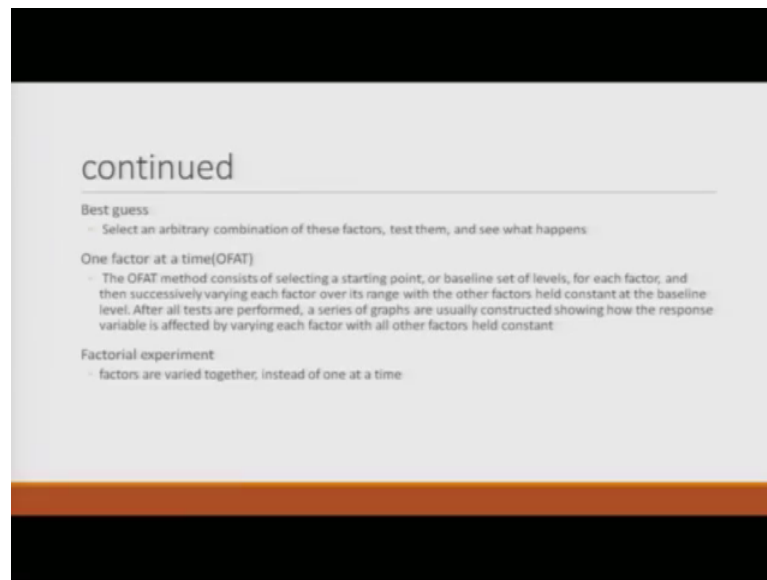 continued
Best guess
◦ Select an arbitrary combination of these factors, test them, and see what happens
One factor at a time(OFAT)
◦ The OFAT method consists of selecting a starting point, or baseline set of levels, for each factor, and
then successively varying each factor over its range with the other factors held constant at the baseline
level. After all tests are performed, a series of graphs are usually constructed showing how the response
variable is affected by varying each factor with all other factors held constant
Factorial experiment
◦ factors are varied together, instead of one at a time